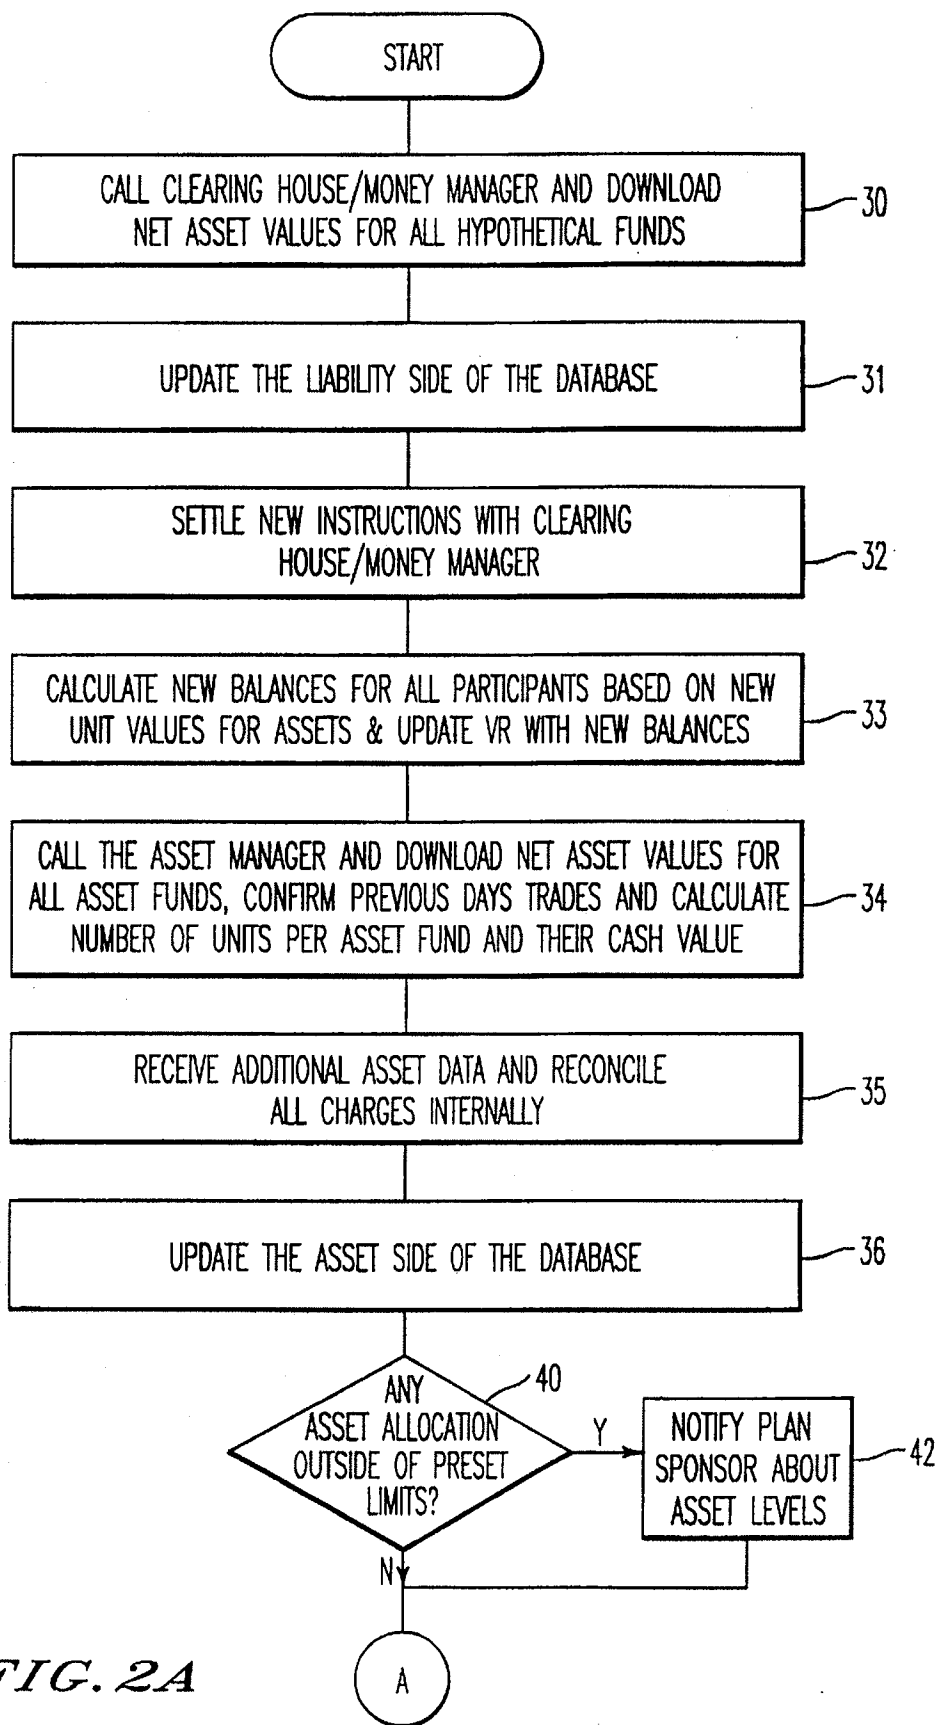 START
CALL CLEARING HOUSE/MONEY MANAGER AND DOWNLOAD
NET ASSET VALUES FOR ALL HYPOTHETICAL FUNDS
30
UPDATE THE LIABILITY SIDE OF THE DATABASE
31
SETTLE NEW INSTRUCTIONS WITH CLEARING
HOUSE/MONEY MANAGER
32
CALCULATE NEW BALANCES FOR ALL PARTICIPANTS BASED ON NEW
UNIT VALUES FOR ASSETS & UPDATE VR WITH NEW BALANCES
33
CALL THE ASSET MANAGER AND DOWNLOAD NET ASSET VALUES FOR
ALL ASSET FUNDS, CONFIRM PREVIOUS DAYS TRADES AND CALCULATE
NUMBER OF UNITS PER ASSET FUND AND THEIR CASH VALUE
34
RECEIVE ADDITIONAL ASSET DATA AND RECONCILE
ALL CHARGES INTERNALLY
35
UPDATE THE ASSET SIDE OF THE DATABASE
36
ANY
ASSET ALLOCATION
OUTSIDE OF PRESET
LIMITS?
40
Y
NOTIFY PLAN
SPONSOR ABOUT
ASSET LEVELS
42
N
A
FIG. 2A